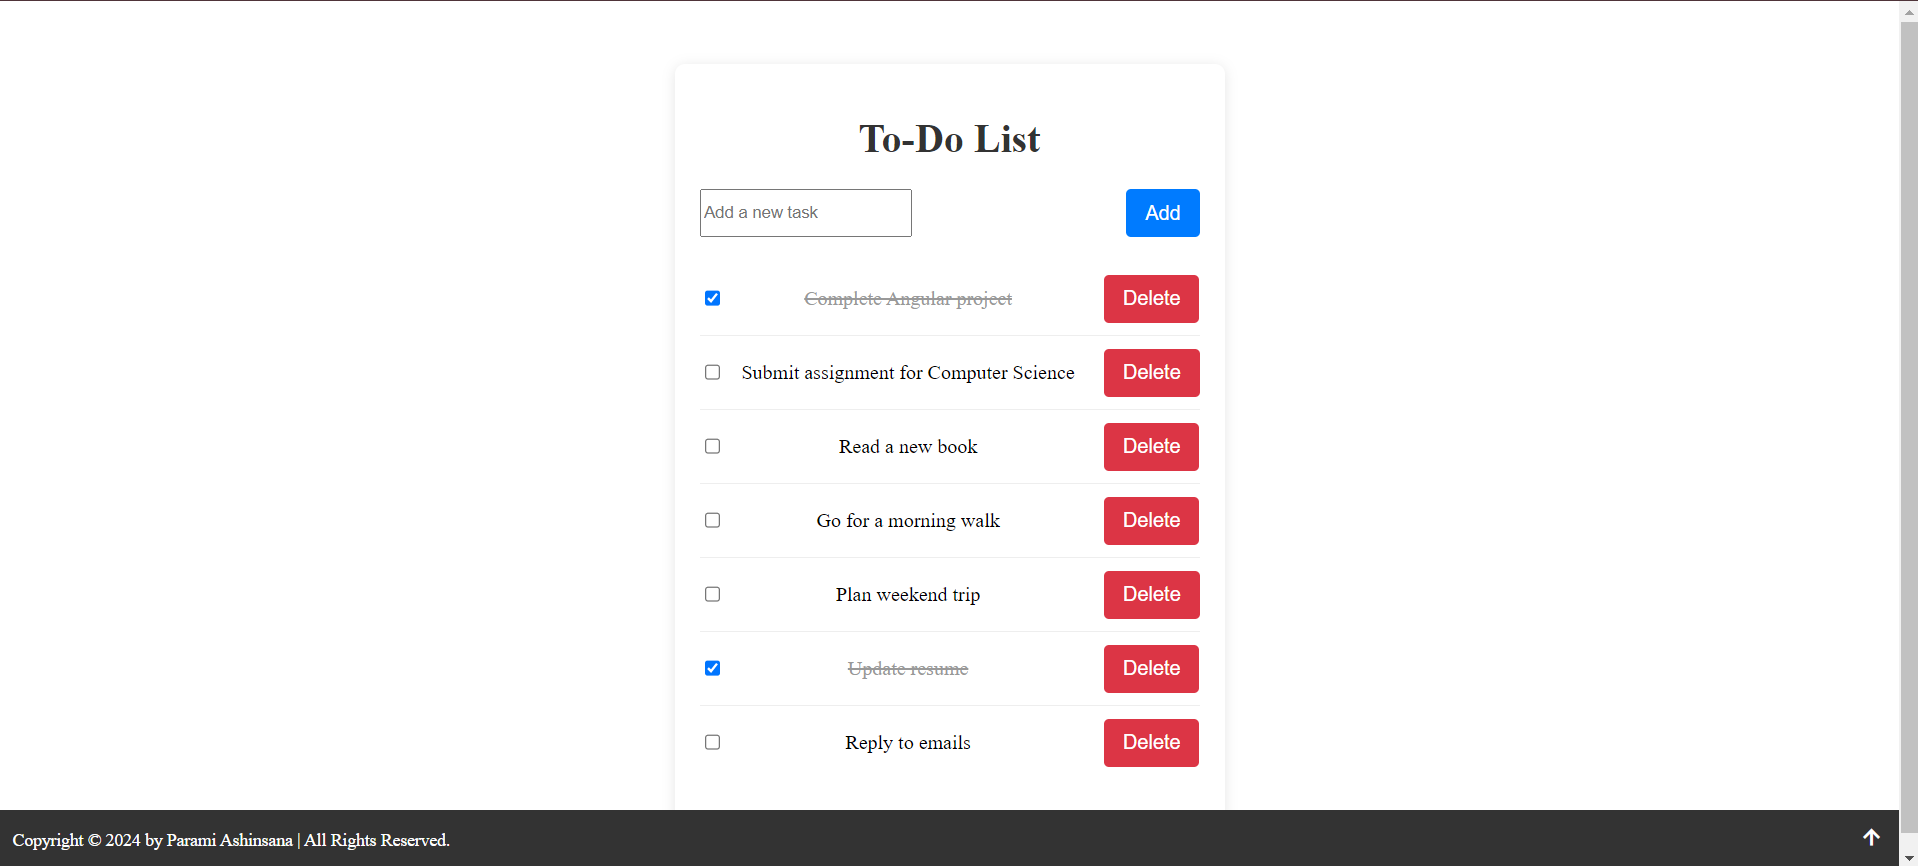 To-Do List
Add a new task
Add
Complete Angular project
Delete
Submit assignment for Computer Science
Delete
Read a new book
Delete
Go for a morning walk
Delete
Plan weekend trip
Delete
Update resume
Delete
Reply to emails
Delete
Copyright © 2024 by Parami Ashinsana | All Rights Reserved.